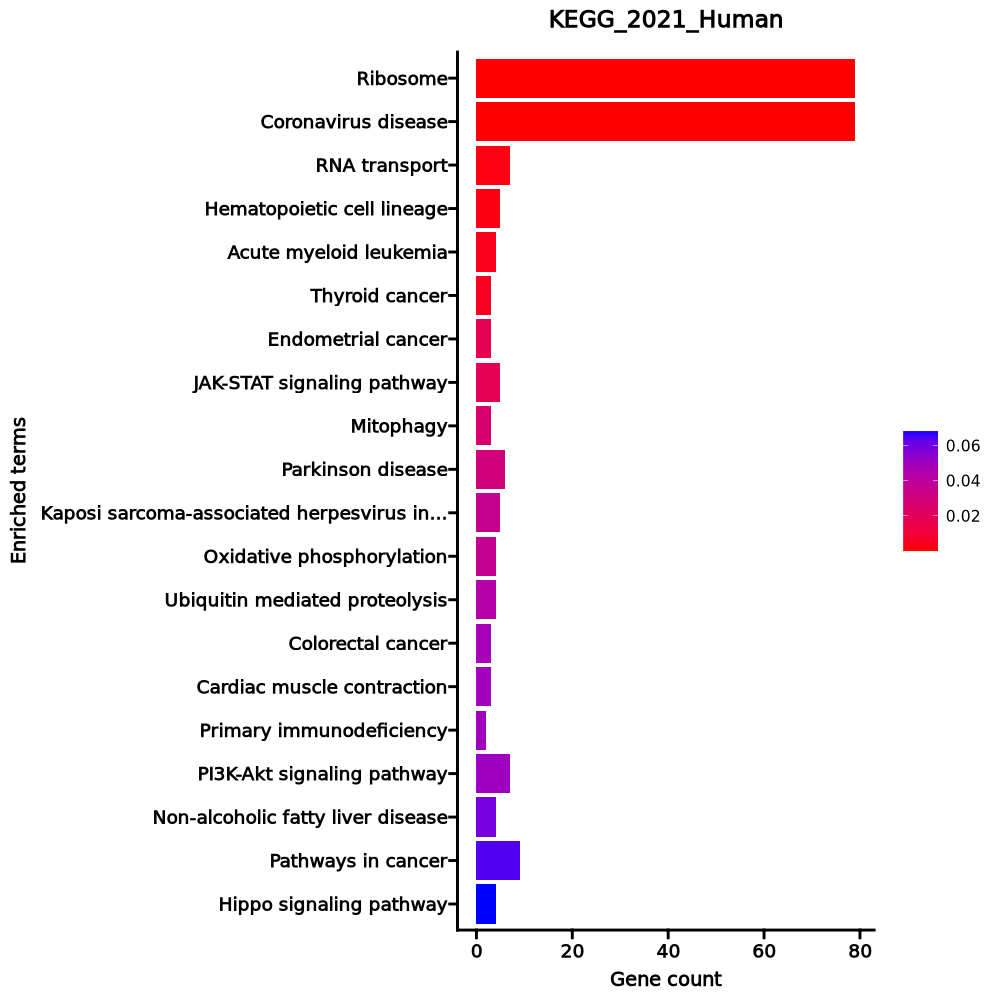 KEGG_2021_Human
Ribosome
Coronavirus disease
RNA transport
Hematopoietic cell lineage
Acute myeloid leukemia
Thyroid cancer
Endometrial cancer
JAK-STAT signaling pathway
Mitophagy
Parkinson disease
Kaposi sarcoma-associated herpesvirus in...
Oxidative phosphorylation
Ubiquitin mediated proteolysis
Colorectal cancer
Cardiac muscle contraction
Primary immunodeficiency
PI3K-Akt signaling pathway
Non-alcoholic fatty liver disease
Pathways in cancer
Hippo signaling pathway
Enriched terms
0 20 40 60 80
Gene count
0.06
0.04
0.02